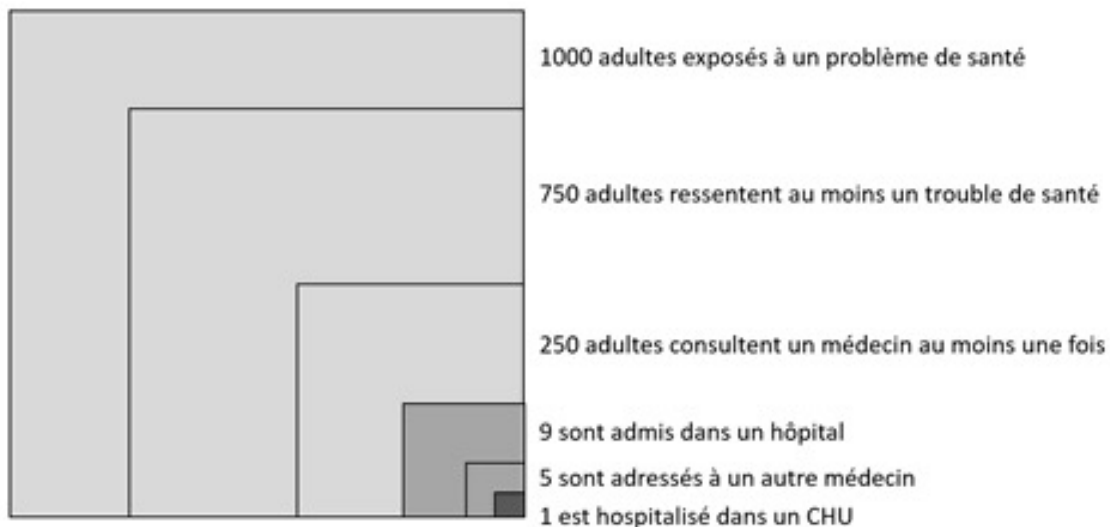 1000 adultes exposés à un problème de santé
750 adultes ressentent au moins un trouble de santé
250 adultes consultent un médecin au moins une fois
9 sont admis dans un hôpital
5 sont adressés à un autre médecin
1 est hospitalisé dans un CHU